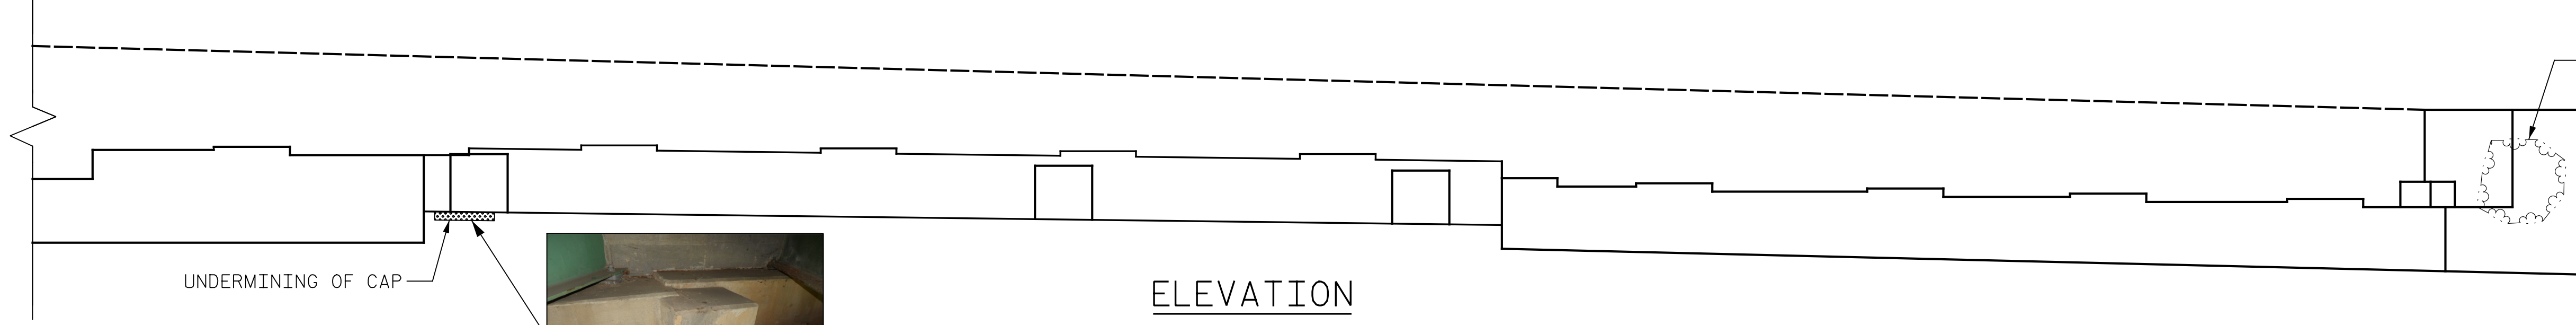 UNDERMINING OF CAP
ELEVATION